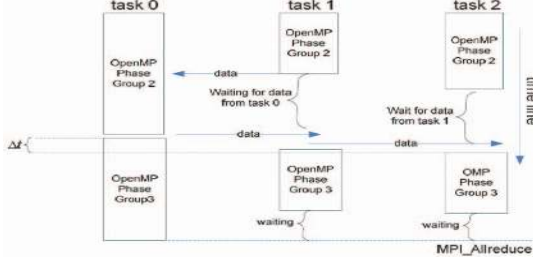 task 0
task 1
task 2
OpenMP
Phase
Group 2
OpenMP
Phase
Group 2
OpenMP
Phase
Group 2
data
Waiting for data
from task 0
Wait for data
from task 1
time line
data
data
Δt
OpenMP
Phase
Group3
OpenMP
Phase
Group 3
OMP
Phase
Group 3
waiting
waiting
MPI_Allreduce